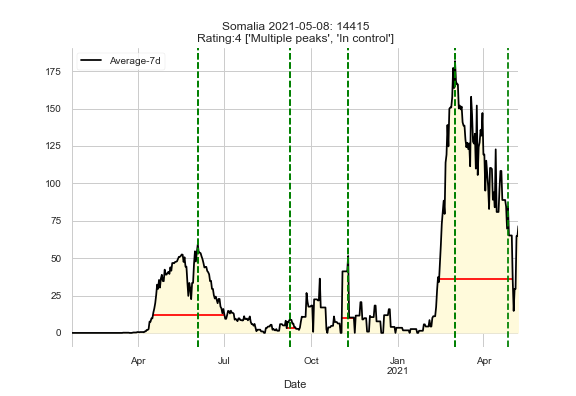 Somalia 2021-05-08: 14415
Rating:4 ['Multiple peaks', 'In control']
Average-7d
175
150
125
100
75
50
25
0
Apr Jul Oct Jan Apr
2021
Date